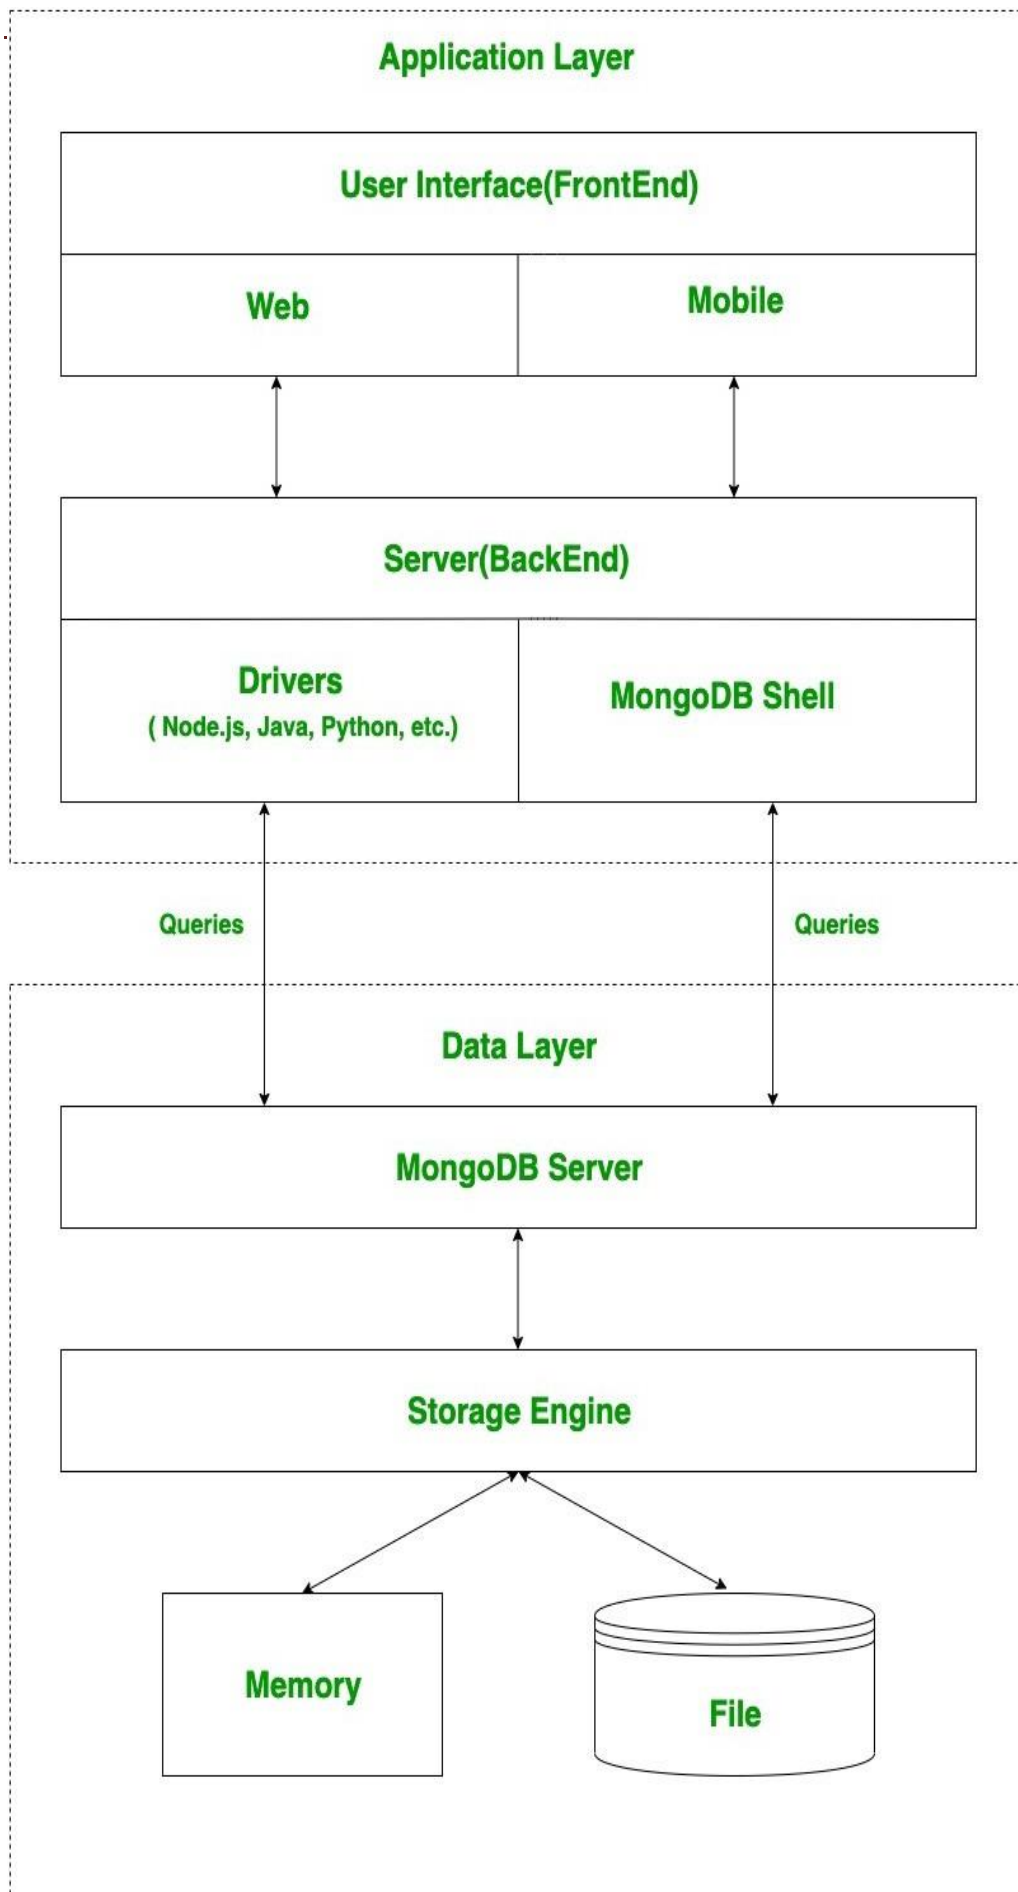 Application Layer
User Interface(FrontEnd)
Web
Mobile
Server(BackEnd)
Drivers
( Node.js, Java, Python, etc.)
MongoDB Shell
Queries
Queries
Data Layer
MongoDB Server
Storage Engine
Memory
File